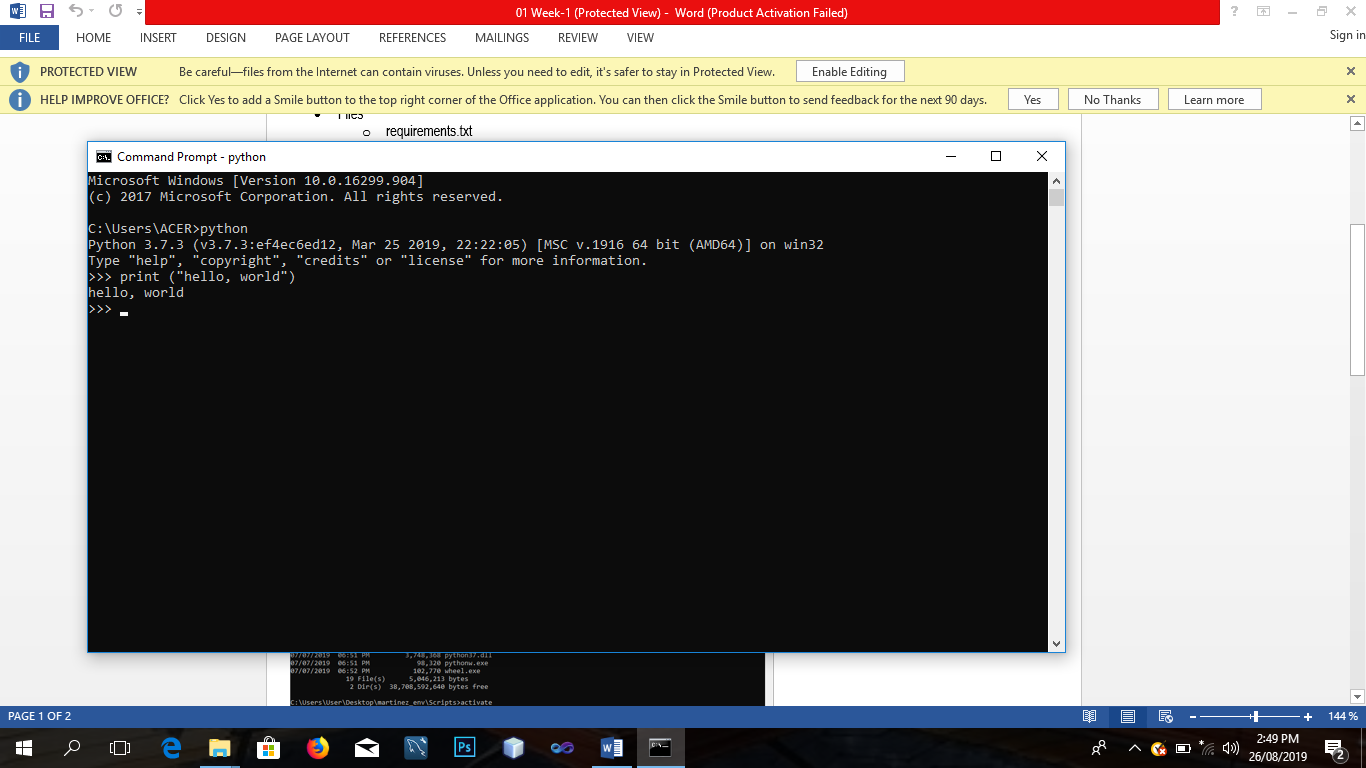 01 Week-1 (Protected View) - Word (Product Activation Failed)
FILE HOME INSERT DESIGN PAGE LAYOUT REFERENCES MAILINGS REVIEW VIEW Sign in
PROTECTED VIEW Be careful—files from the Internet can contain viruses. Unless you need to edit, it's safer to stay in Protected View. Enable Editing
HELP IMPROVE OFFICE? Click Yes to add a Smile button to the top right corner of the Office application. You can then click the Smile button to send feedback for the next 90 days. Yes No Thanks Learn more
Files
requirements.txt
Command Prompt - python
Microsoft Windows [Version 10.0.16299.904]
(c) 2017 Microsoft Corporation. All rights reserved.
C:\Users\ACER>python
Python 3.7.3 (v3.7.3:ef4ec6ed12, Mar 25 2019, 22:22:05) [MSC v.1916 64 bit (AMD64)] on win32
Type "help", "copyright", "credits" or "license" for more information.
>>> print ("hello, world")
hello, world
>>>
07/07/2019 06:51 PM 3,748,368 python37.dll
07/07/2019 06:51 PM 98,320 pythonw.exe
07/07/2019 06:52 PM 102,770 wheel.exe
19 File(s) 5,046,213 bytes
2 Dir(s) 38,708,592,640 bytes free
C:\Users\User\Desktop\martinez_env\Scripts>activate
PAGE 1 OF 2 144 %
Ps
2:49 PM
26/08/2019
2